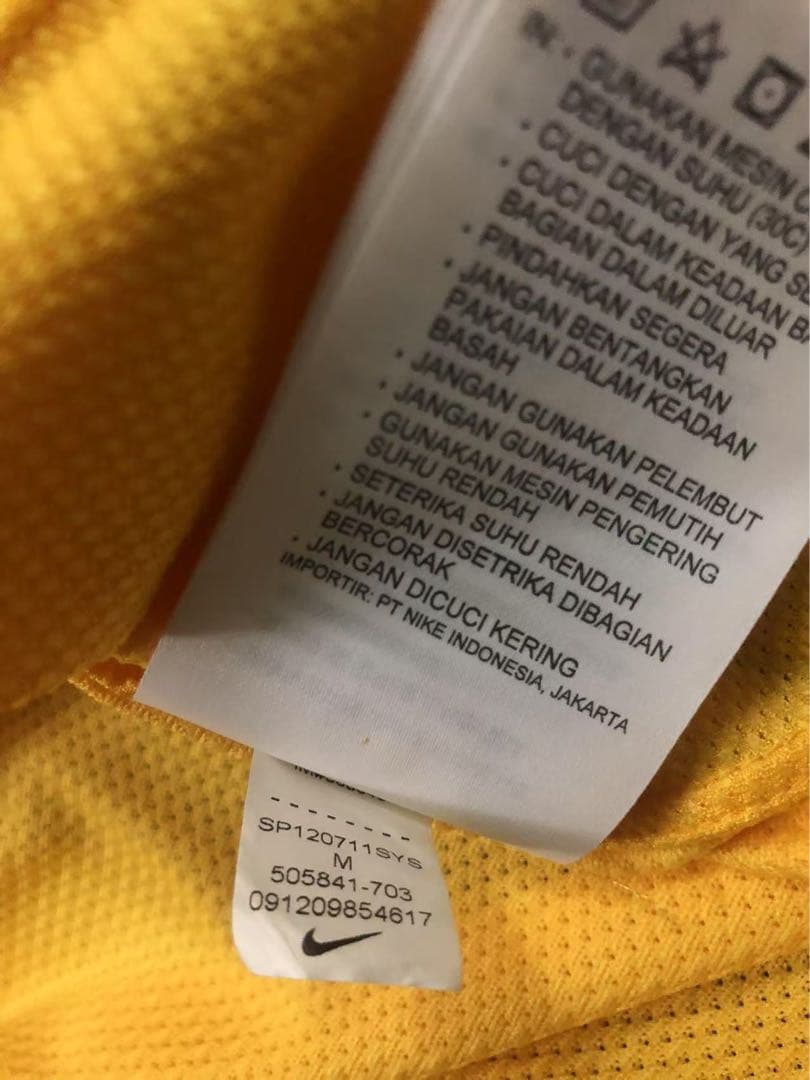 IN: · GUNAKAN MESIN
DENGAN SUHU (30C)
· CUCI DENGAN YANG
· CUCI DALAM KEADAAN
BAGIAN DALAM DILUAR
· PINDAHKAN SEGERA
· JANGAN BENTANGKAN
PAKAIAN DALAM KEADAAN
BASAH
· JANGAN GUNAKAN PELEMBUT
· JANGAN GUNAKAN PEMUTIH
· GUNAKAN MESIN PENGERING
SUHU RENDAH
· SETERIKA SUHU RENDAH
· JANGAN DISETRIKA DIBAGIAN
BERCORAK
· JANGAN DICUCI KERING
IMPORTIR: PT NIKE INDONESIA, JAKARTA
SP120711SYS
M
505841-703
091209854617